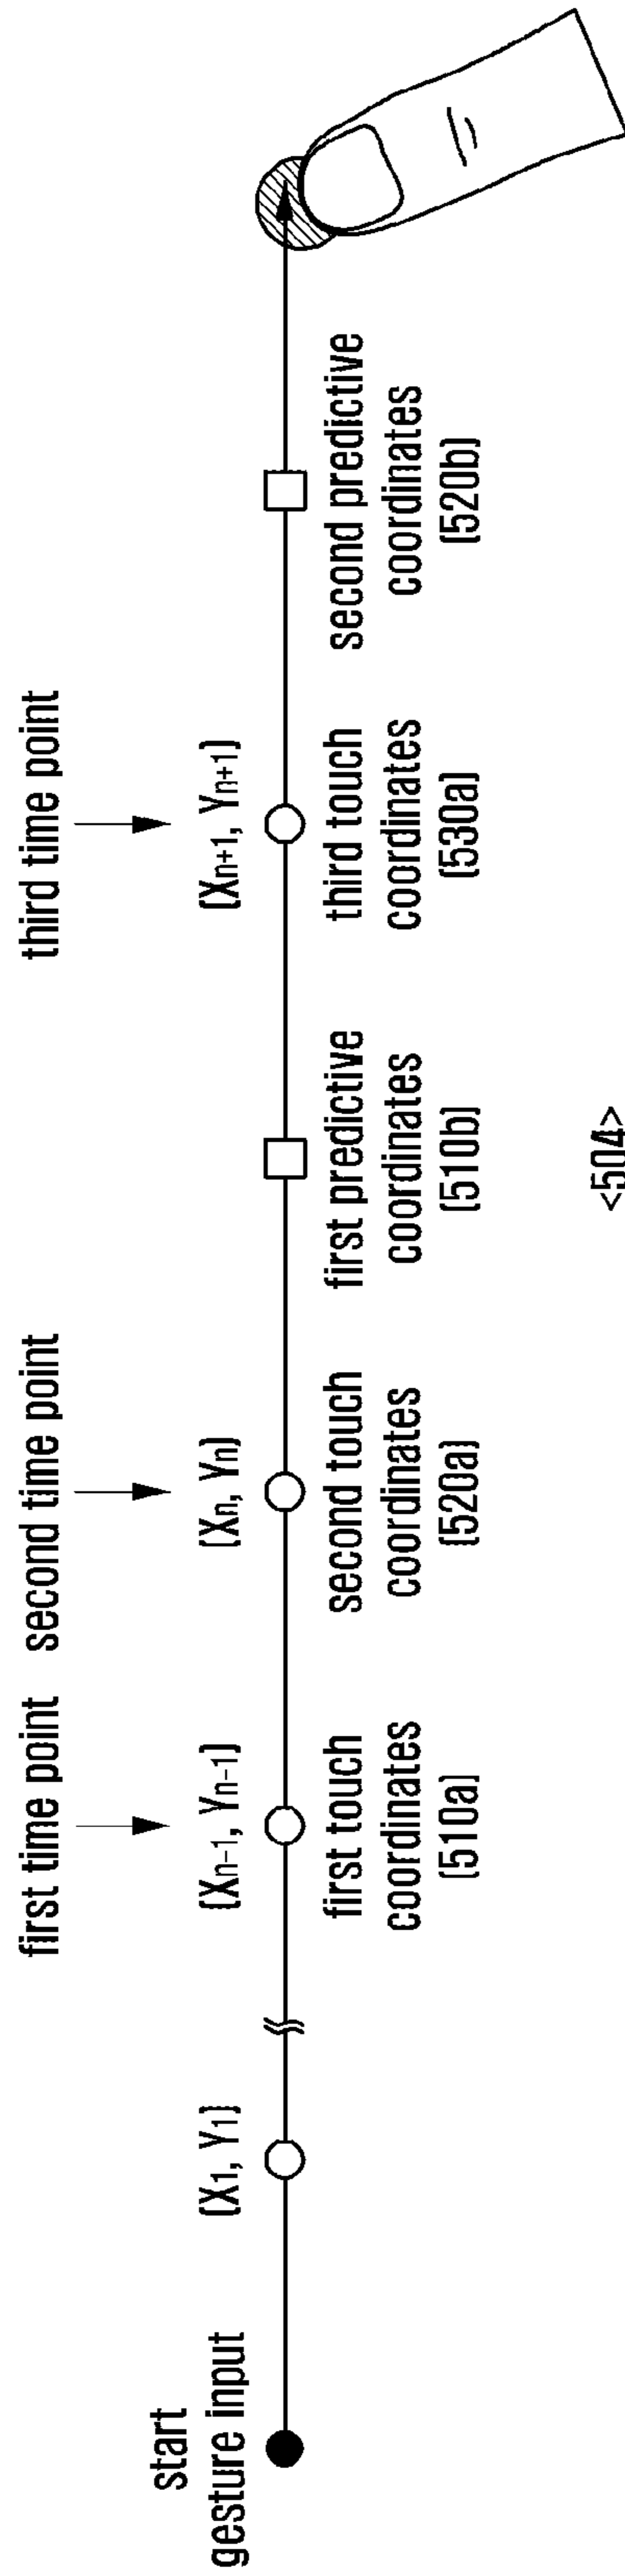 start
gesture input
(X1, Y1)
first time point
(Xn-1, Yn-1)
first touch
coordinates
(510a)
second time point
(Xn, Yn)
second touch
coordinates
(520a)
first predictive
coordinates
(510b)
third time point
(Xn+1, Yn+1)
third touch
coordinates
(530a)
second predictive
coordinates
(520b)
<504>